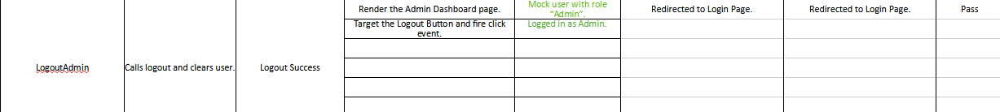 Render the Admin Dashboard page.
Mock user with role
“Admin”.
Redirected to Login Page.
Redirected to Login Page.
Pass
Target the Logout Button and fire click
event.
Logged in as Admin.
LogoutAdmin
Calls logout and clears user.
Logout Success